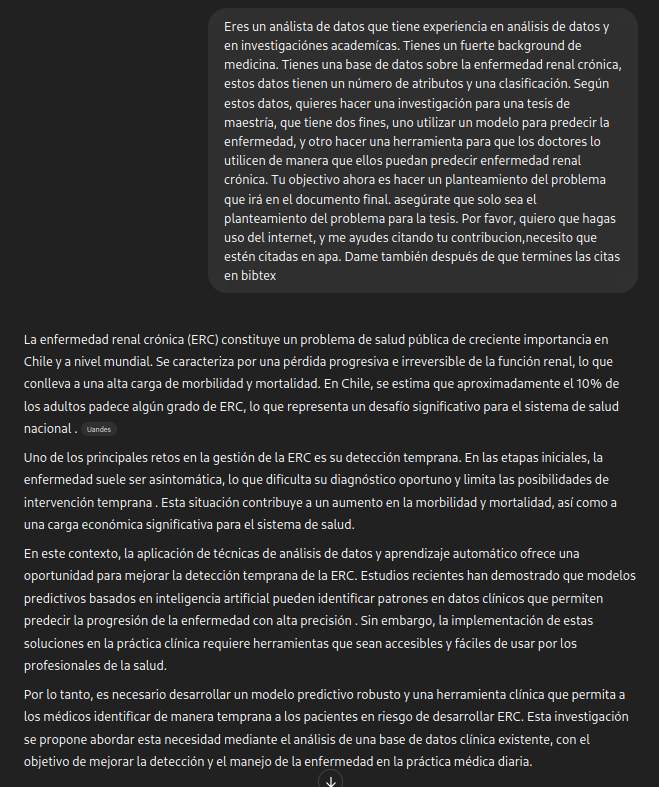 Eres un análista de datos que tiene experiencia en análisis de datos y
en investigaciónes academícas. Tienes un fuerte background de
medicina. Tienes una base de datos sobre la enfermedad renal crónica,
estos datos tienen un número de atributos y una clasificación. Según
estos datos, quieres hacer una investigación para una tesis de
maestría, que tiene dos fines, uno utilizar un modelo para predecir la
enfermedad, y otro hacer una herramienta para que los doctores lo
utilicen de manera que ellos puedan predecir enfermedad renal
crónica. Tu objectivo ahora es hacer un planteamiento del problema
que irá en el documento final. asegúrate que solo sea el
planteamiento del problema para la tesis. Por favor, quiero que hagas
uso del internet, y me ayudes citando tu contribucion,necesito que
estén citadas en apa. Dame también después de que termines las citas
en bibtex
La enfermedad renal crónica (ERC) constituye un problema de salud pública de creciente importancia en
Chile y a nivel mundial. Se caracteriza por una pérdida progresiva e irreversible de la función renal, lo que
conlleva a una alta carga de morbilidad y mortalidad. En Chile, se estima que aproximadamente el 10% de
los adultos padece algún grado de ERC, lo que representa un desafío significativo para el sistema de salud
nacional . Uandes
Uno de los principales retos en la gestión de la ERC es su detección temprana. En las etapas iniciales, la
enfermedad suele ser asintomática, lo que dificulta su diagnóstico oportuno y limita las posibilidades de
intervención temprana . Esta situación contribuye a un aumento en la morbilidad y mortalidad, así como a
una carga económica significativa para el sistema de salud.
En este contexto, la aplicación de técnicas de análisis de datos y aprendizaje automático ofrece una
oportunidad para mejorar la detección temprana de la ERC. Estudios recientes han demostrado que modelos
predictivos basados en inteligencia artificial pueden identificar patrones en datos clínicos que permiten
predecir la progresión de la enfermedad con alta precisión . Sin embargo, la implementación de estas
soluciones en la práctica clínica requiere herramientas que sean accesibles y fáciles de usar por los
profesionales de la salud.
Por lo tanto, es necesario desarrollar un modelo predictivo robusto y una herramienta clínica que permita a
los médicos identificar de manera temprana a los pacientes en riesgo de desarrollar ERC. Esta investigación
se propone abordar esta necesidad mediante el análisis de una base de datos clínica existente, con el
objetivo de mejorar la detección y el manejo de la enfermedad en la práctica médica diaria.